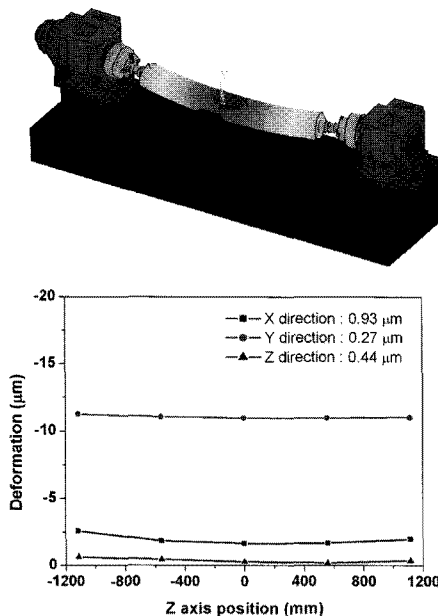 -20
-15
-10
-5
0
Deformation (μm)
X direction : 0.93 μm
Y direction : 0.27 μm
Z direction : 0.44 μm
-1200 -800 -400 0 400 800 1200
Z axis position (mm)